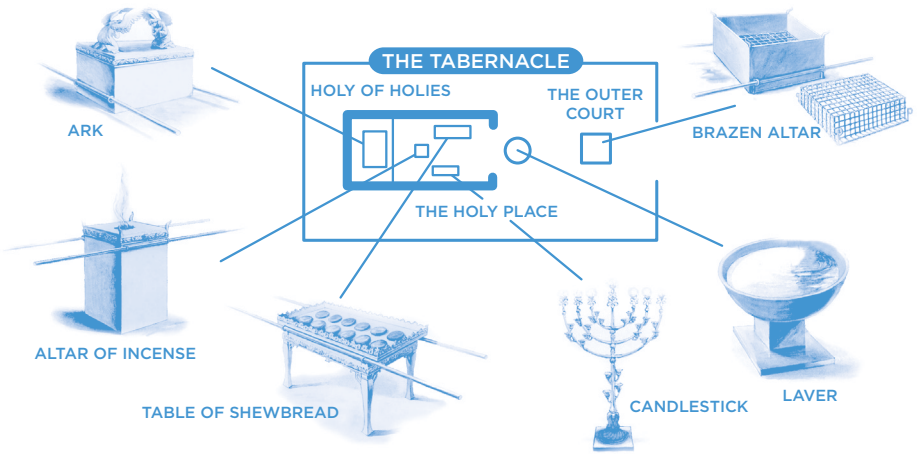 THE TABERNACLE
HOLY OF HOLIES
THE OUTER
COURT
ARK
BRAZEN ALTAR
THE HOLY PLACE
ALTAR OF INCENSE
TABLE OF SHEWBREAD
CANDLESTICK
LAVER